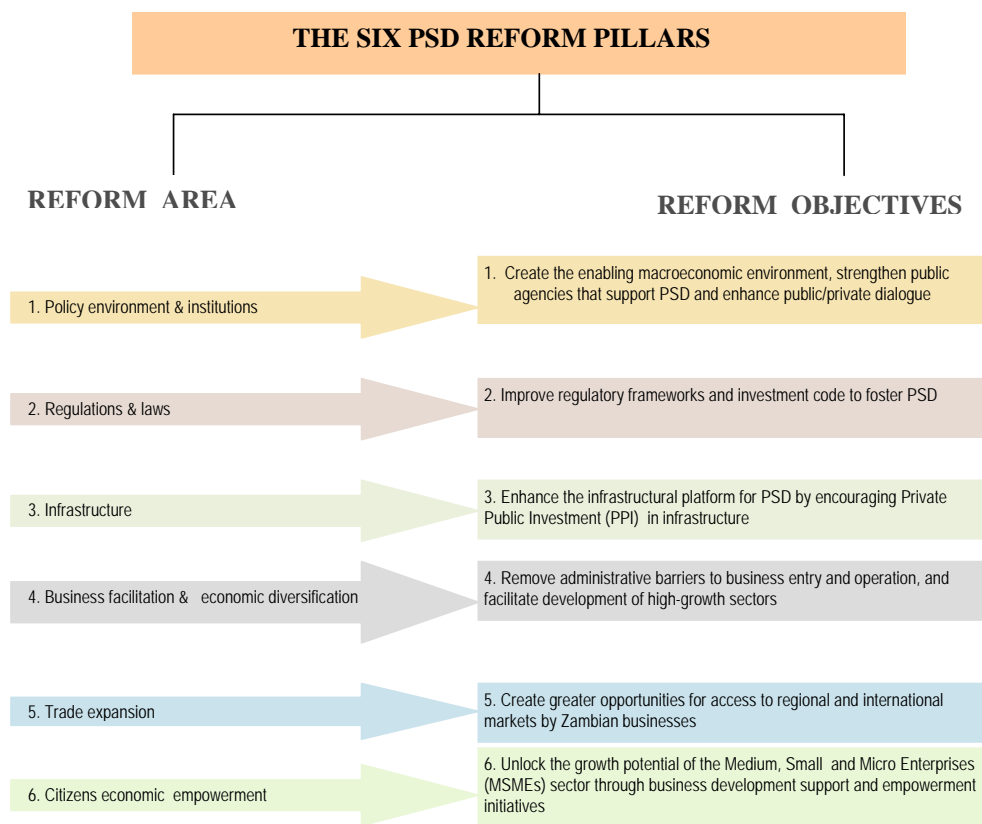 THE SIX PSD REFORM PILLARS
REFORM AREA
REFORM OBJECTIVES
1. Policy environment & institutions
1. Create the enabling macroeconomic environment, strengthen public
agencies that support PSD and enhance public/private dialogue
2. Regulations & laws
2. Improve regulatory frameworks and investment code to foster PSD
3. Infrastructure
3. Enhance the infrastructural platform for PSD by encouraging Private
Public Investment (PPI) in infrastructure
4. Business facilitation & economic diversification
4. Remove administrative barriers to business entry and operation, and
facilitate development of high-growth sectors
5. Trade expansion
5. Create greater opportunities for access to regional and international
markets by Zambian businesses
6. Citizens economic empowerment
6. Unlock the growth potential of the Medium, Small and Micro Enterprises
(MSMEs) sector through business development support and empowerment
initiatives